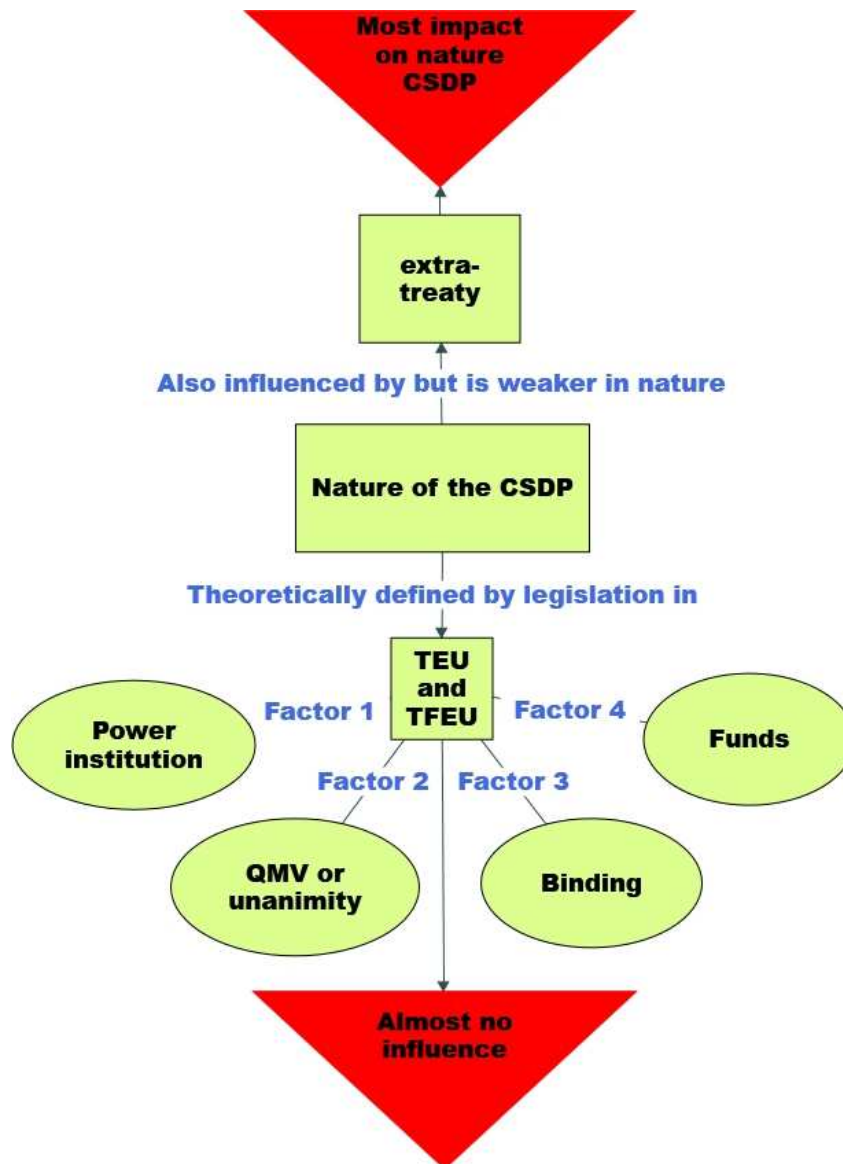 Most impact
on nature
CSDP
extra-
treaty
Also influenced by but is weaker in nature
Nature of the CSDP
Theoretically defined by legislation in
TEU
and
TFEU
Factor 1
Factor 4
Power
institution
Funds
Factor 2
Factor 3
QMV or
unanimity
Binding
Almost no
influence